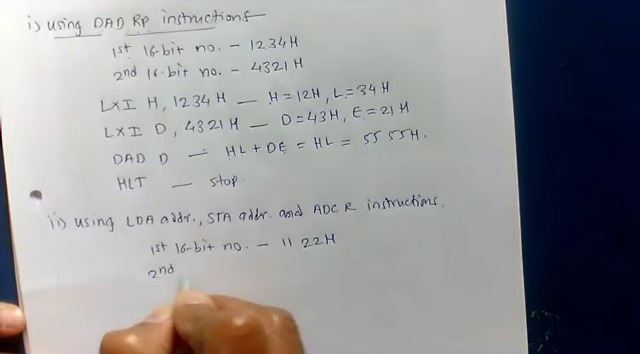 i) using DAD Rp instructions
1st 16-bit no. - 1234H
2nd 16-bit no. - 4321H
LXI H, 1234H — H=12H, L=34H
LXI D, 4321H — D=43H, E=21H
DAD D — HL+DE = HL = 5555H.
HLT — stop.
ii) using LDA addr., STA addr. and ADC R instructions.
1st 16-bit no. - 1122H
2nd